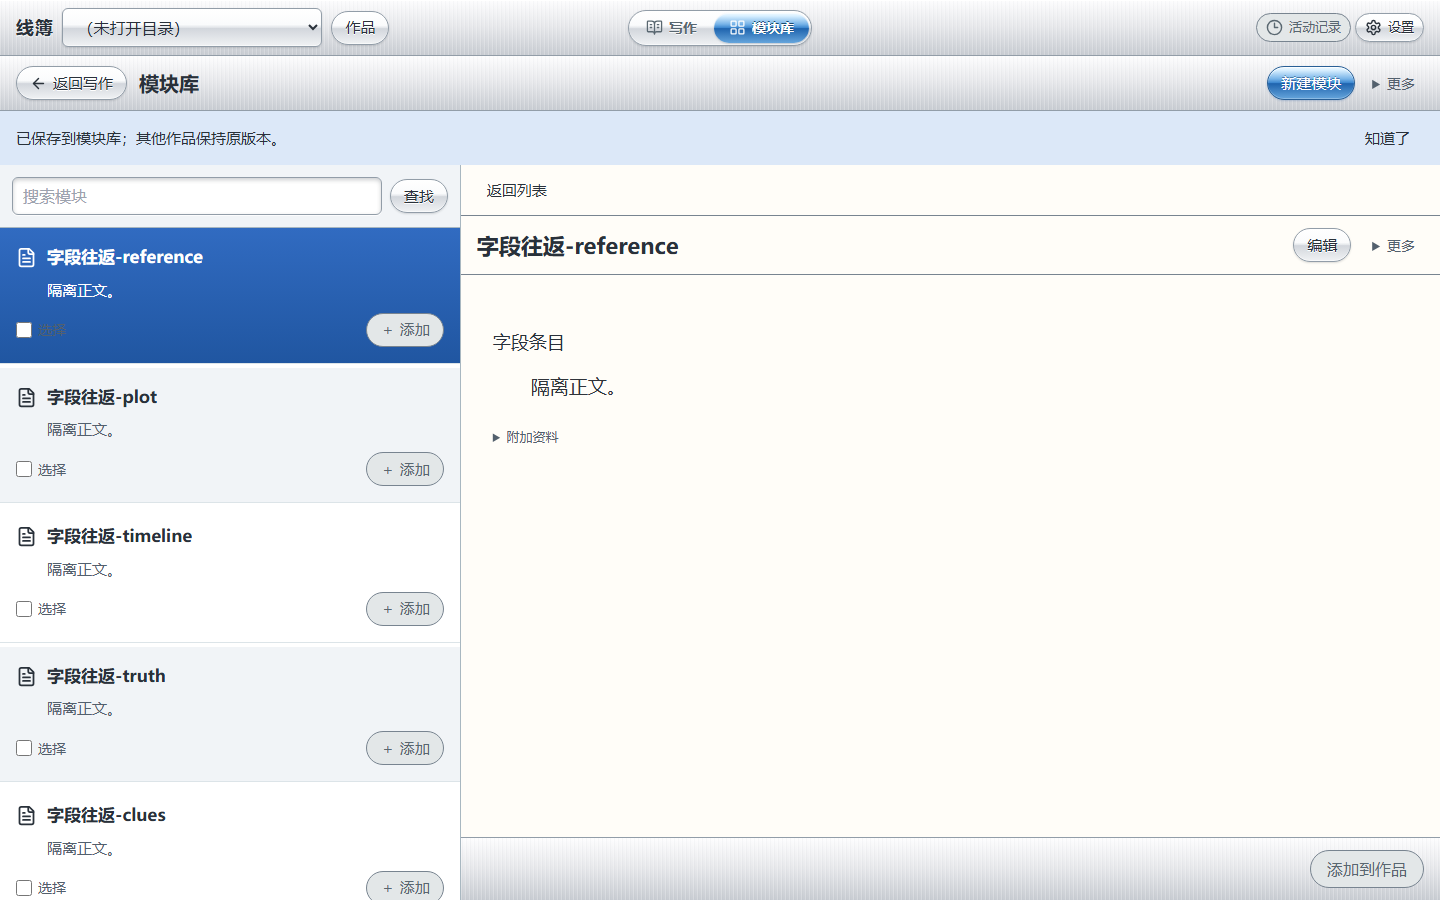 线簿 （未打开目录） 作品 写作 模块库 活动记录 设置
返回写作 模块库 新建模块 更多
已保存到模块库；其他作品保持原版本。 知道了
搜索模块 查找
字段往返-reference
隔离正文。
选择 + 添加
字段往返-plot
隔离正文。
选择 + 添加
字段往返-timeline
隔离正文。
选择 + 添加
字段往返-truth
隔离正文。
选择 + 添加
字段往返-clues
隔离正文。
选择 + 添加
返回列表
字段往返-reference 编辑 更多
字段条目
隔离正文。
附加资料
添加到作品